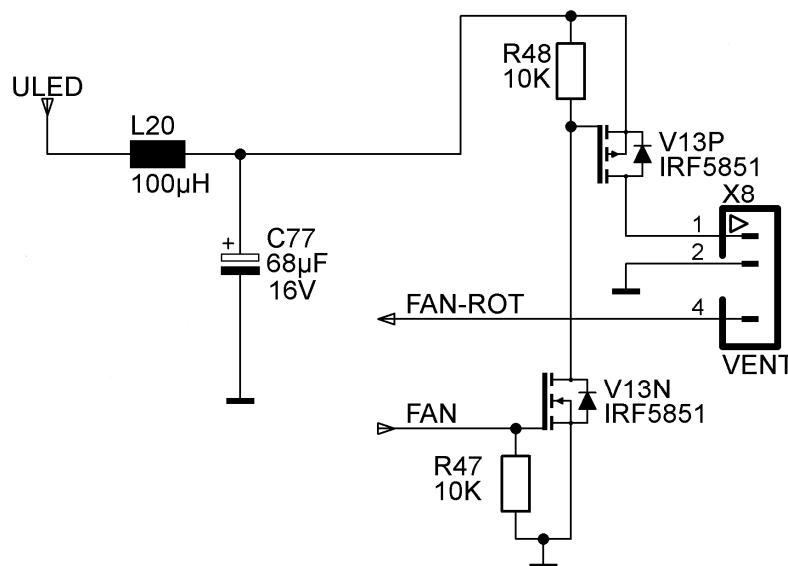 ULED
L20
100µH
+
C77
68µF
16V
R48
10K
V13P
IRF5851
X8
1
2
FAN-ROT
4
VENT
V13N
IRF5851
FAN
R47
10K